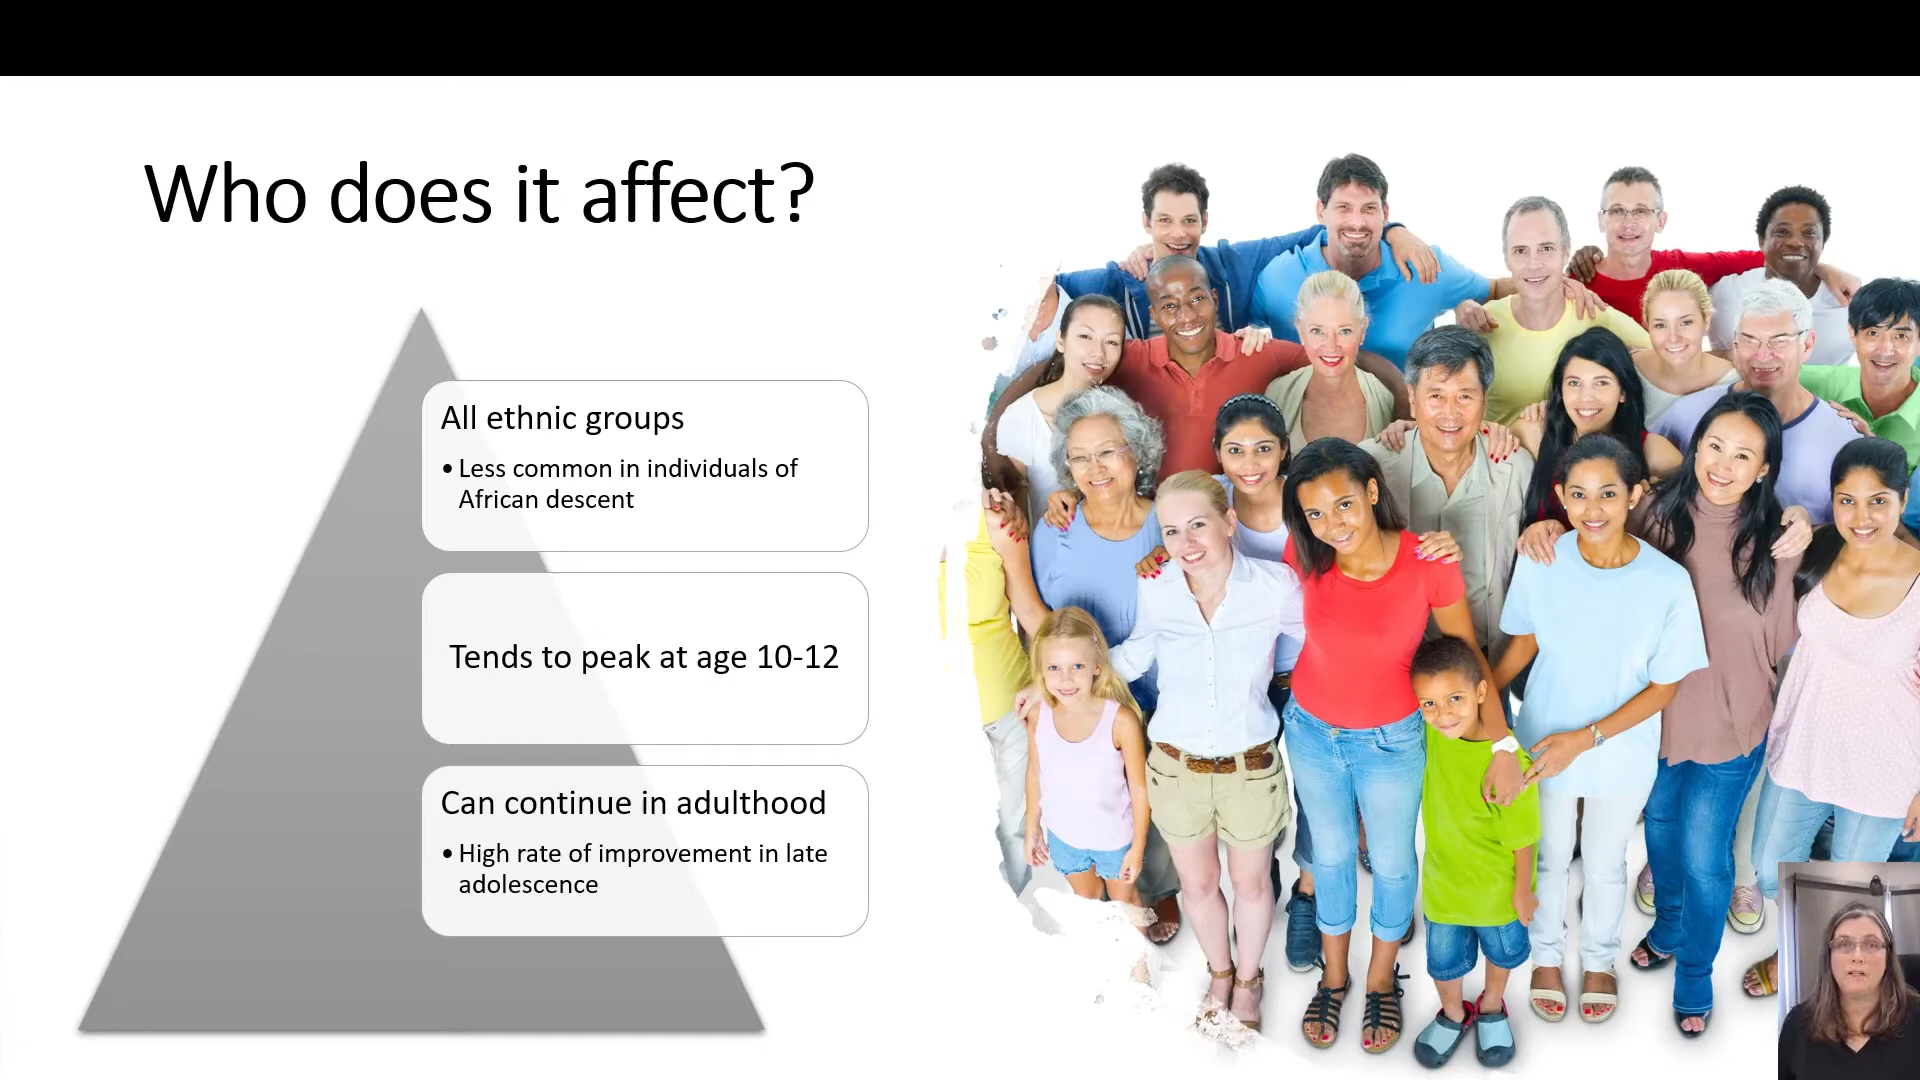 Who does it affect?
All ethnic groups
• Less common in individuals of
African descent
Tends to peak at age 10-12
Can continue in adulthood
• High rate of improvement in late
adolescence